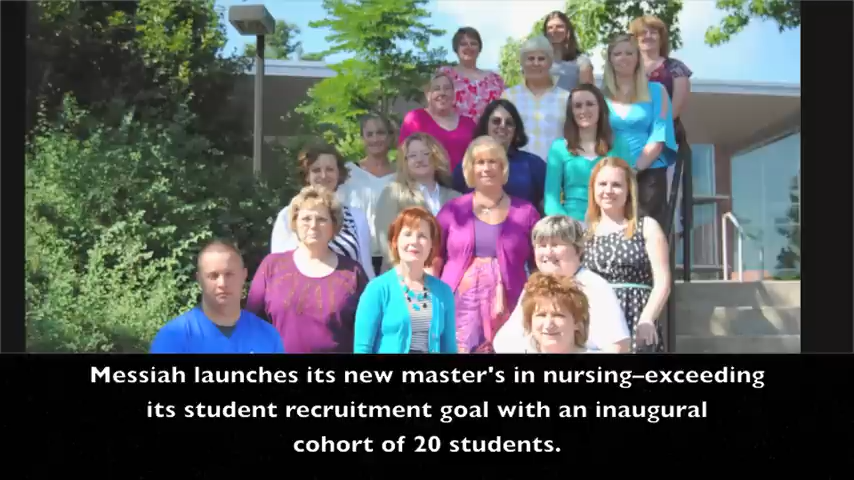 Messiah launches its new master's in nursing–exceeding
its student recruitment goal with an inaugural
cohort of 20 students.